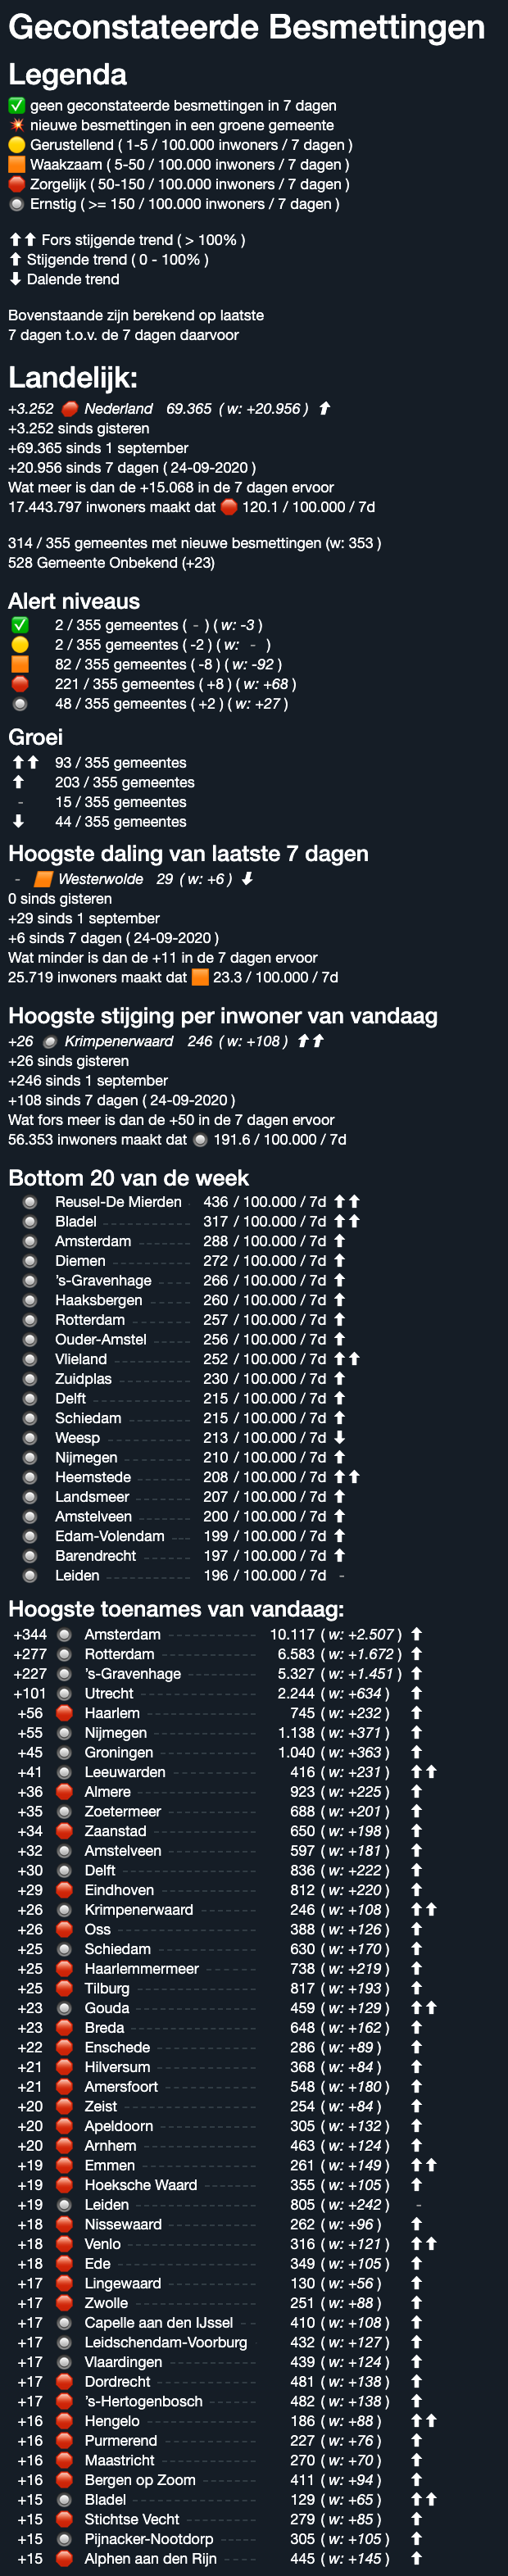 Geconstateerde Besmettingen
Legenda
✅ geen geconstateerde besmettingen in 7 dagen
💥 nieuwe besmettingen in een groene gemeente
🟡 Gerustellend ( 1-5 / 100.000 inwoners / 7 dagen )
🟧 Waakzaam ( 5-50 / 100.000 inwoners / 7 dagen )
🛑 Zorgelijk ( 50-150 / 100.000 inwoners / 7 dagen )
🔘 Ernstig ( >= 150 / 100.000 inwoners / 7 dagen )
⬆⬆ Fors stijgende trend ( > 100% )
⬆ Stijgende trend ( 0 - 100% )
⬇ Dalende trend
Bovenstaande zijn berekend op laatste
7 dagen t.o.v. de 7 dagen daarvoor
Landelijk:
+3.252 🛑 Nederland 69.365 ( w: +20.956 ) ⬆
+3.252 sinds gisteren
+69.365 sinds 1 september
+20.956 sinds 7 dagen ( 24-09-2020 )
Wat meer is dan de +15.068 in de 7 dagen ervoor
17.443.797 inwoners maakt dat 🛑 120.1 / 100.000 / 7d
314 / 355 gemeentes met nieuwe besmettingen (w: 353 )
528 Gemeente Onbekend (+23)
Alert niveaus
✅ 2 / 355 gemeentes ( - ) ( w: -3 )
🟡 2 / 355 gemeentes ( -2 ) ( w: - )
🟧 82 / 355 gemeentes ( -8 ) ( w: -92 )
🛑 221 / 355 gemeentes ( +8 ) ( w: +68 )
🔘 48 / 355 gemeentes ( +2 ) ( w: +27 )
Groei
⬆⬆ 93 / 355 gemeentes
⬆ 203 / 355 gemeentes
- 15 / 355 gemeentes
⬇ 44 / 355 gemeentes
Hoogste daling van laatste 7 dagen
- 🟧 Westerwolde 29 ( w: +6 ) ⬇
0 sinds gisteren
+29 sinds 1 september
+6 sinds 7 dagen ( 24-09-2020 )
Wat minder is dan de +11 in de 7 dagen ervoor
25.719 inwoners maakt dat 🟧 23.3 / 100.000 / 7d
Hoogste stijging per inwoner van vandaag
+26 🔘 Krimpenerwaard 246 ( w: +108 ) ⬆⬆
+26 sinds gisteren
+246 sinds 1 september
+108 sinds 7 dagen ( 24-09-2020 )
Wat fors meer is dan de +50 in de 7 dagen ervoor
56.353 inwoners maakt dat 🔘 191.6 / 100.000 / 7d
Bottom 20 van de week
🔘 Reusel-De Mierden 436 / 100.000 / 7d ⬆⬆
🔘 Bladel 317 / 100.000 / 7d ⬆⬆
🔘 Amsterdam 288 / 100.000 / 7d ⬆
🔘 Diemen 272 / 100.000 / 7d ⬆
🔘 's-Gravenhage 266 / 100.000 / 7d ⬆
🔘 Haaksbergen 260 / 100.000 / 7d ⬆
🔘 Rotterdam 257 / 100.000 / 7d ⬆
🔘 Ouder-Amstel 256 / 100.000 / 7d ⬆
🔘 Vlieland 252 / 100.000 / 7d ⬆⬆
🔘 Zuidplas 230 / 100.000 / 7d ⬆
🔘 Delft 215 / 100.000 / 7d ⬆
🔘 Schiedam 215 / 100.000 / 7d ⬆
🔘 Weesp 213 / 100.000 / 7d ⬇
🔘 Nijmegen 210 / 100.000 / 7d ⬆
🔘 Heemstede 208 / 100.000 / 7d ⬆⬆
🔘 Landsmeer 207 / 100.000 / 7d ⬆
🔘 Amstelveen 200 / 100.000 / 7d ⬆
🔘 Edam-Volendam 199 / 100.000 / 7d ⬆
🔘 Barendrecht 197 / 100.000 / 7d ⬆
🔘 Leiden 196 / 100.000 / 7d -
Hoogste toenames van vandaag:
+344 🔘 Amsterdam 10.117 ( w: +2.507 ) ⬆
+277 🔘 Rotterdam 6.583 ( w: +1.672 ) ⬆
+227 🔘 's-Gravenhage 5.327 ( w: +1.451 ) ⬆
+101 🔘 Utrecht 2.244 ( w: +634 ) ⬆
+56 🛑 Haarlem 745 ( w: +232 ) ⬆
+55 🔘 Nijmegen 1.138 ( w: +371 ) ⬆
+45 🔘 Groningen 1.040 ( w: +363 ) ⬆
+41 🔘 Leeuwarden 416 ( w: +231 ) ⬆⬆
+36 🛑 Almere 923 ( w: +225 ) ⬆
+35 🔘 Zoetermeer 688 ( w: +201 ) ⬆
+34 🛑 Zaanstad 650 ( w: +198 ) ⬆
+32 🔘 Amstelveen 597 ( w: +181 ) ⬆
+30 🔘 Delft 836 ( w: +222 ) ⬆
+29 🛑 Eindhoven 812 ( w: +220 ) ⬆
+26 🔘 Krimpenerwaard 246 ( w: +108 ) ⬆⬆
+26 🛑 Oss 388 ( w: +126 ) ⬆
+25 🔘 Schiedam 630 ( w: +170 ) ⬆
+25 🛑 Haarlemmermeer 738 ( w: +219 ) ⬆
+25 🛑 Tilburg 817 ( w: +193 ) ⬆
+23 🔘 Gouda 459 ( w: +129 ) ⬆⬆
+23 🛑 Breda 648 ( w: +162 ) ⬆
+22 🛑 Enschede 286 ( w: +89 ) ⬆
+21 🛑 Hilversum 368 ( w: +84 ) ⬆
+21 🛑 Amersfoort 548 ( w: +180 ) ⬆
+20 🛑 Zeist 254 ( w: +84 ) ⬆
+20 🛑 Apeldoorn 305 ( w: +132 ) ⬆
+20 🛑 Arnhem 463 ( w: +124 ) ⬆
+19 🛑 Emmen 261 ( w: +149 ) ⬆⬆
+19 🛑 Hoeksche Waard 355 ( w: +105 ) ⬆
+19 🔘 Leiden 805 ( w: +242 ) -
+18 🛑 Nissewaard 262 ( w: +96 ) ⬆
+18 🛑 Venlo 316 ( w: +121 ) ⬆⬆
+18 🛑 Ede 349 ( w: +105 ) ⬆
+17 🛑 Lingewaard 130 ( w: +56 ) ⬆
+17 🛑 Zwolle 251 ( w: +88 ) ⬆
+17 🔘 Capelle aan den IJssel 410 ( w: +108 ) ⬆
+17 🔘 Leidschendam-Voorburg 432 ( w: +127 ) ⬆
+17 🔘 Vlaardingen 439 ( w: +124 ) ⬆
+17 🛑 Dordrecht 481 ( w: +138 ) ⬆
+17 🛑 's-Hertogenbosch 482 ( w: +138 ) ⬆
+16 🛑 Hengelo 186 ( w: +88 ) ⬆⬆
+16 🛑 Purmerend 227 ( w: +76 ) ⬆
+16 🛑 Maastricht 270 ( w: +70 ) ⬆
+16 🛑 Bergen op Zoom 411 ( w: +94 ) ⬆
+15 🔘 Bladel 129 ( w: +65 ) ⬆⬆
+15 🛑 Stichtse Vecht 279 ( w: +85 ) ⬆
+15 🔘 Pijnacker-Nootdorp 305 ( w: +105 ) ⬆
+15 🛑 Alphen aan den Rijn 445 ( w: +145 ) ⬆